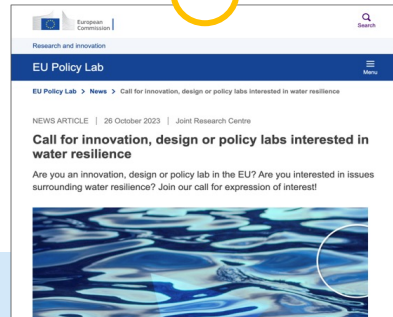 European
Commission
Search
Research and innovation
EU Policy Lab
Menu
EU Policy Lab > News > Call for innovation, design or policy labs interested in water resilience
NEWS ARTICLE | 26 October 2023 | Joint Research Centre
Call for innovation, design or policy labs interested in
water resilience
Are you an innovation, design or policy lab in the EU? Are you interested in issues
surrounding water resilience? Join our call for expression of interest!